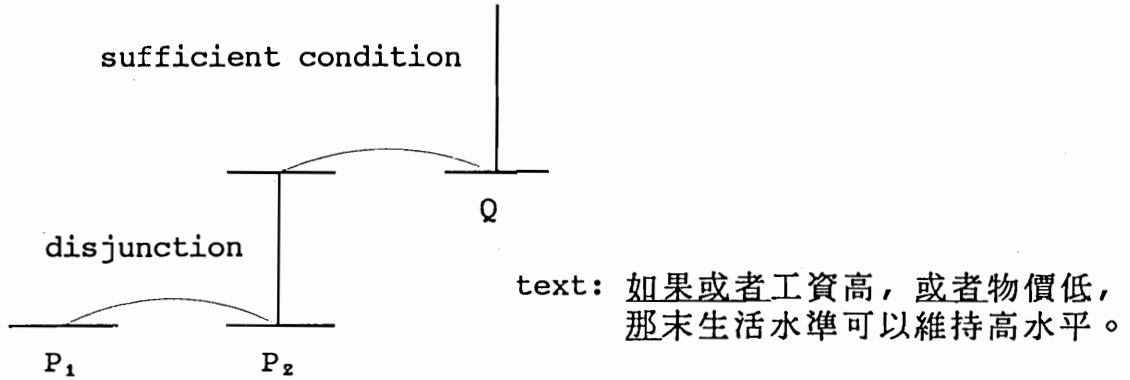 sufficient condition
Q
disjunction
text: 如果或者工資高, 或者物價低,
那末生活水準可以維持高水平。
P₁ P₂